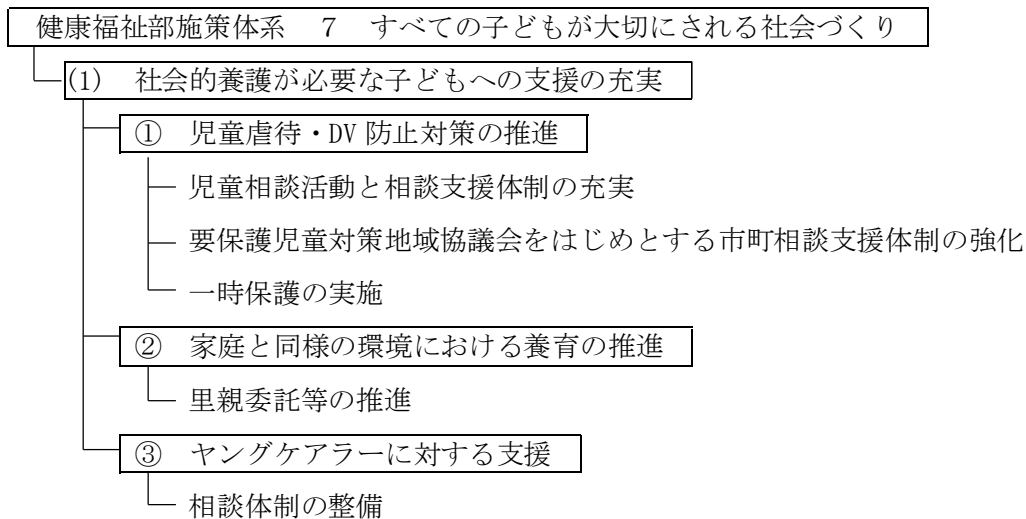 健康福祉部施策体系　７　すべての子どもが大切にされる社会づくり
(1)　社会的養護が必要な子どもへの支援の充実
①　児童虐待・DV 防止対策の推進
児童相談活動と相談支援体制の充実
要保護児童対策地域協議会をはじめとする市町相談支援体制の強化
一時保護の実施
②　家庭と同様の環境における養育の推進
里親委託等の推進
③　ヤングケアラーに対する支援
相談体制の整備